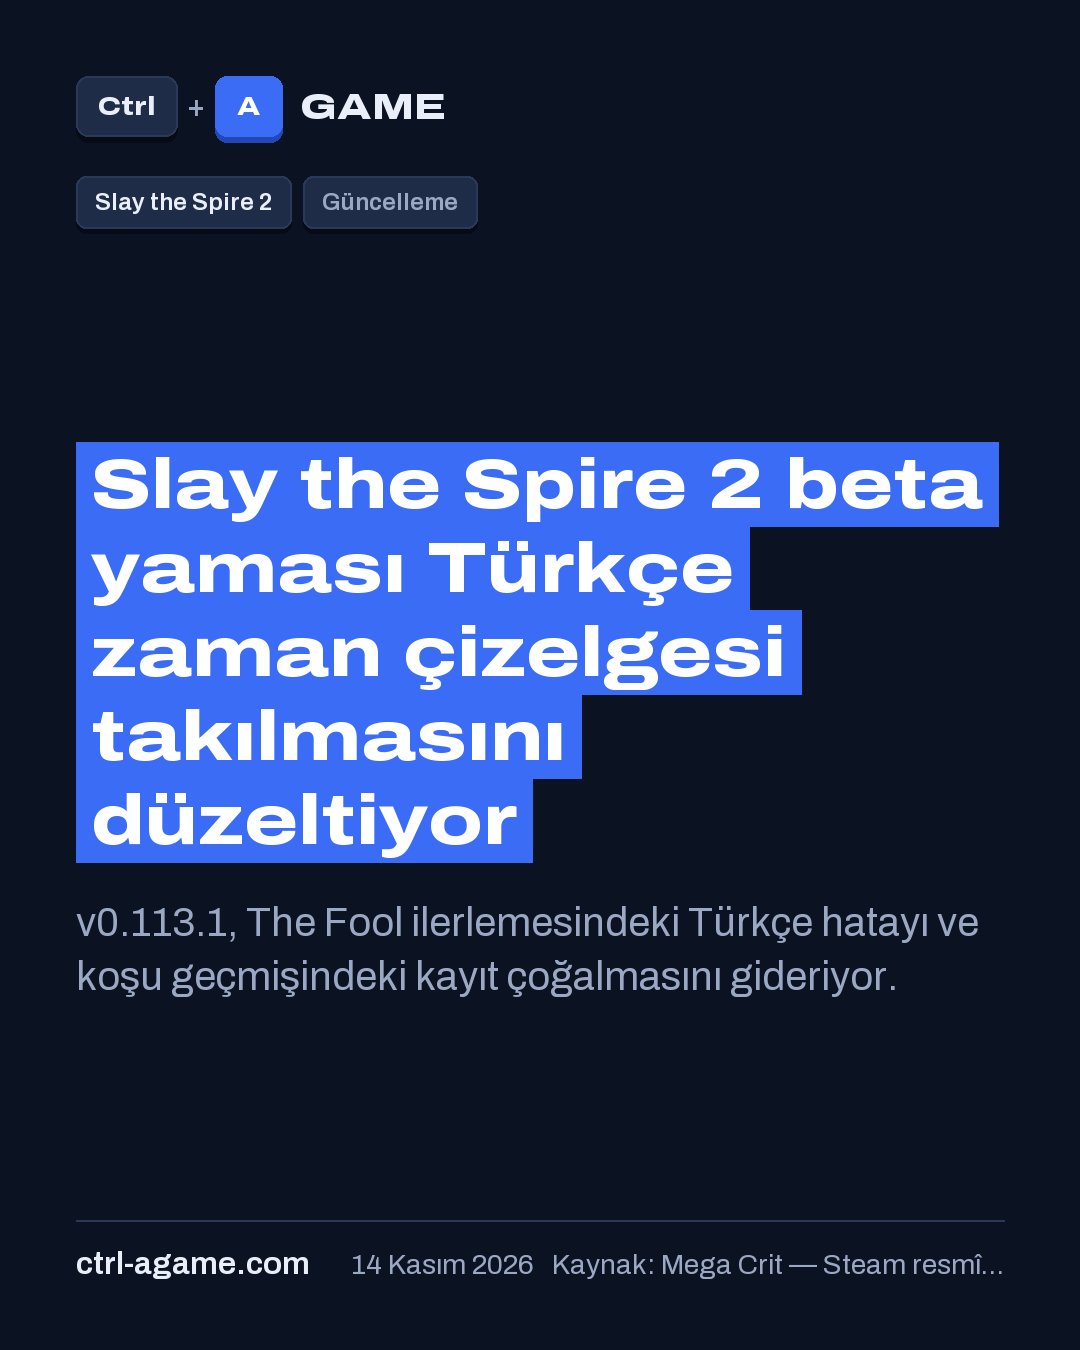 Ctrl + A GAME
Slay the Spire 2 Güncelleme
Slay the Spire 2 beta
yaması Türkçe
zaman çizelgesi
takılmasını
düzeltiyor
v0.113.1, The Fool ilerlemesindeki Türkçe hatayı ve
koşu geçmişindeki kayıt çoğalmasını gideriyor.
ctrl-agame.com 14 Kasım 2026 Kaynak: Mega Crit — Steam resmî...